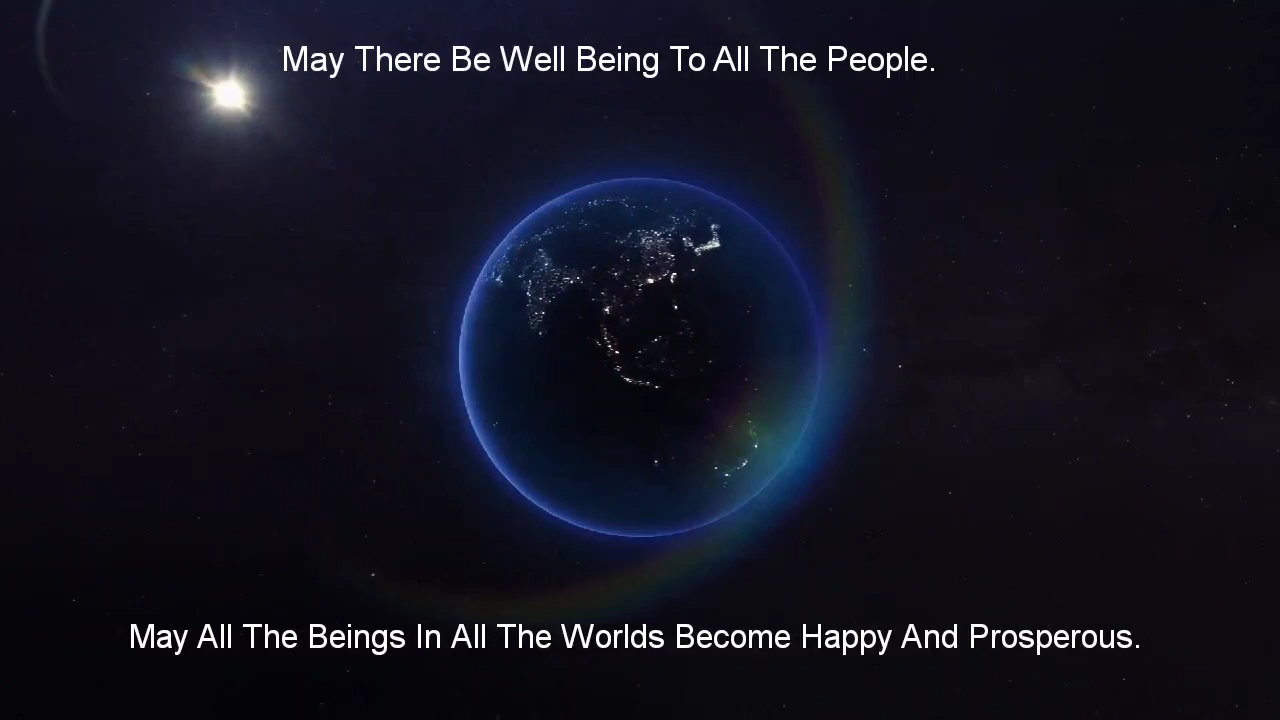 May There Be Well Being To All The People.
May All The Beings In All The Worlds Become Happy And Prosperous.